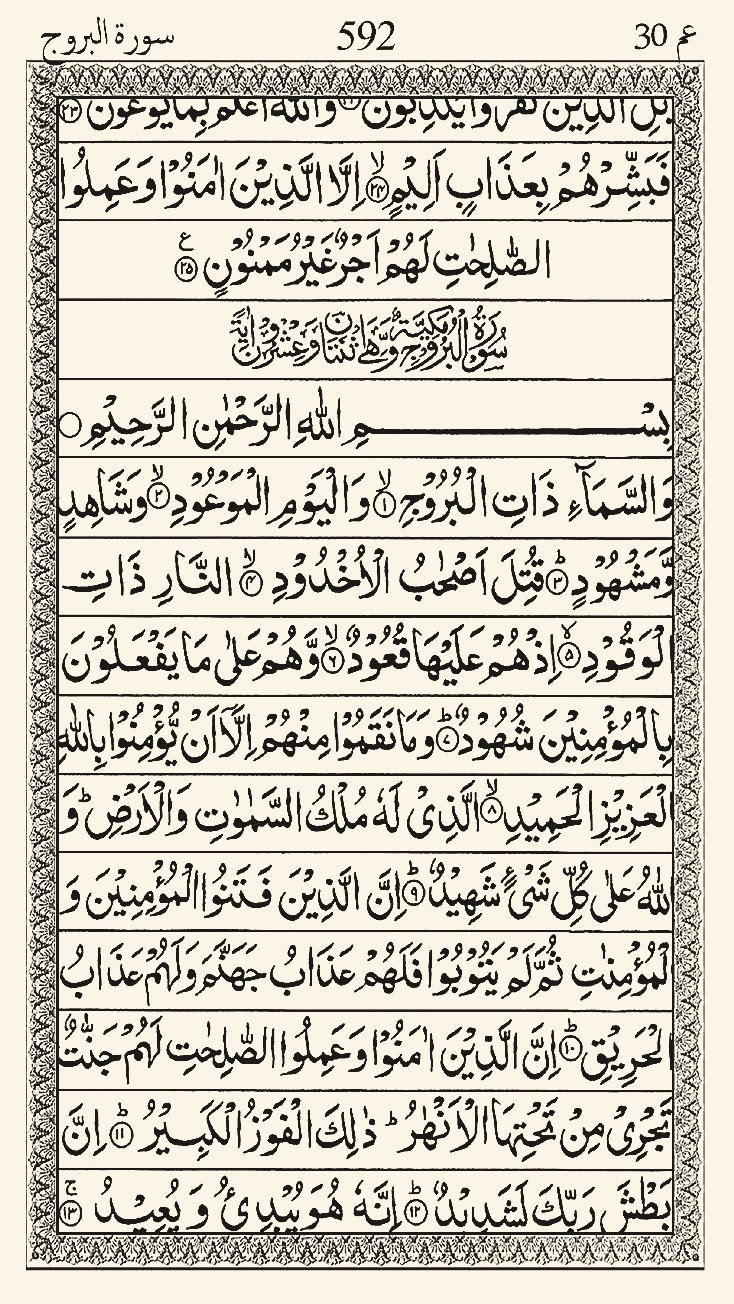 عم 30 592 سورة البروج
بَلِ الَّذِيْنَ كَفَرُوْا يُكَذِّبُوْنَ ۝۲۲ وَاللّٰهُ اَعْلَمُ بِمَا يُوْعُوْنَ ۝۲۳
فَبَشِّرْهُمْ بِعَذَابٍ اَلِيْمٍ ۝۲۴ۙ اِلَّا الَّذِيْنَ اٰمَنُوْا وَعَمِلُوا
الصّٰلِحٰتِ لَهُمْ اَجْرٌ غَيْرُ مَمْنُوْنٍ ۝۲۵ ع
سُوْرَةُ الْبُرُوْجِ مَكِّيَّةٌ وَّهِيَ اثْنَتَانِ وَعِشْرُوْنَ اٰيَةً
بِسْمِ اللّٰهِ الرَّحْمٰنِ الرَّحِيْمِ ۝
وَالسَّمَآءِ ذَاتِ الْبُرُوْجِ ۝۱ۙ وَالْيَوْمِ الْمَوْعُوْدِ ۝۲ۙ وَشَاهِدٍ
وَّمَشْهُوْدٍ ۝۳ؕ قُتِلَ اَصْحٰبُ الْاُخْدُوْدِ ۝۴ۙ النَّارِ ذَاتِ
الْوَقُوْدِ ۝۵ۙ اِذْ هُمْ عَلَيْهَا قُعُوْدٌ ۝۶ۙ وَّهُمْ عَلٰى مَا يَفْعَلُوْنَ
بِالْمُؤْمِنِيْنَ شُهُوْدٌ ۝۷ؕ وَمَا نَقَمُوْا مِنْهُمْ اِلَّاۤ اَنْ يُّؤْمِنُوْا بِاللّٰهِ
الْعَزِيْزِ الْحَمِيْدِ ۝۸ۙ الَّذِيْ لَهٗ مُلْكُ السَّمٰوٰتِ وَالْاَرْضِ ؕ وَ
اللّٰهُ عَلٰى كُلِّ شَيْءٍ شَهِيْدٌ ۝۹ؕ اِنَّ الَّذِيْنَ فَتَنُوا الْمُؤْمِنِيْنَ وَ
الْمُؤْمِنٰتِ ثُمَّ لَمْ يَتُوْبُوْا فَلَهُمْ عَذَابُ جَهَنَّمَ وَلَهُمْ عَذَابُ
الْحَرِيْقِ ۝۱۰ؕ اِنَّ الَّذِيْنَ اٰمَنُوْا وَعَمِلُوا الصّٰلِحٰتِ لَهُمْ جَنّٰتٌ
تَجْرِيْ مِنْ تَحْتِهَا الْاَنْهٰرُ ؕ ذٰلِكَ الْفَوْزُ الْكَبِيْرُ ۝۱۱ؕ اِنَّ
بَطْشَ رَبِّكَ لَشَدِيْدٌ ۝۱۲ؕ اِنَّهٗ هُوَ يُبْدِئُ وَ يُعِيْدُ ۝۱۳ۚ